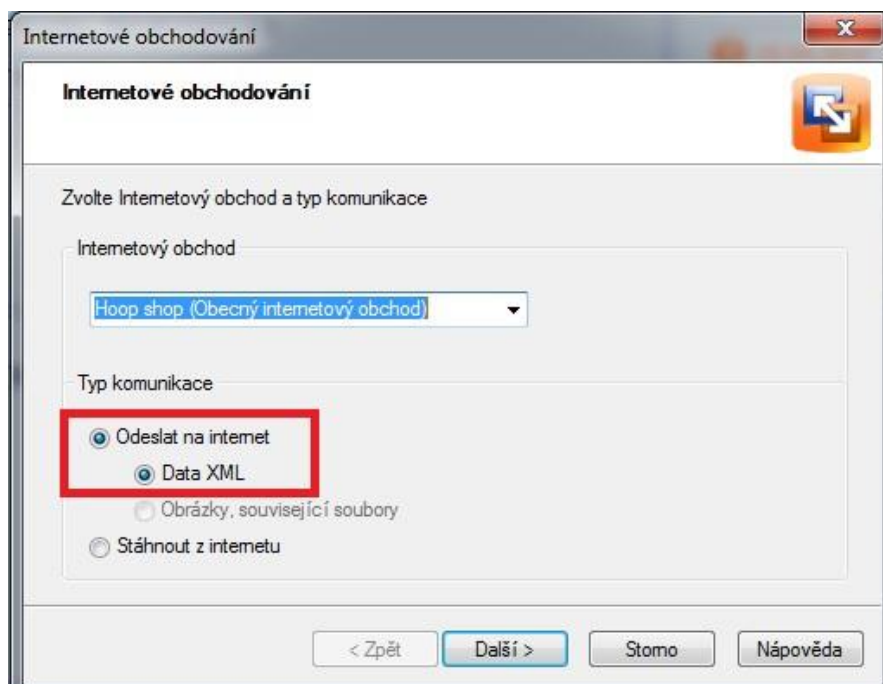 Internetové obchodování
Internetové obchodování
Zvolte Internetový obchod a typ komunikace
Internetový obchod
Hoop shop (Obecný internetový obchod)
Typ komunikace
Odeslat na internet
Data XML
Obrázky, související soubory
Stáhnout z internetu
< Zpět Další > Storno Nápověda